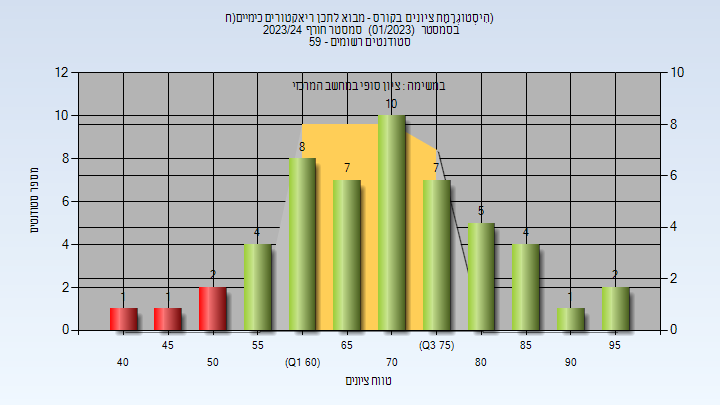 (היסטוגרמת ציונים בקורס - מבוא לתכן ריאקטורים כימיים(ח
בסמסטר (01/2023) סמסטר חורף 2023/24
סטודנטים רשומים - 59
במשימה : ציון סופי במחשב המרכזי
12 10
10 8
8 6
6 4
4 2
2 0
0
מספר סטודנטים
1 1 2 4 8 7 10 7 5 4 1 2
45 55 65 (Q3 75) 85 95
40 50 (Q1 60) 70 80 90
טווח ציונים